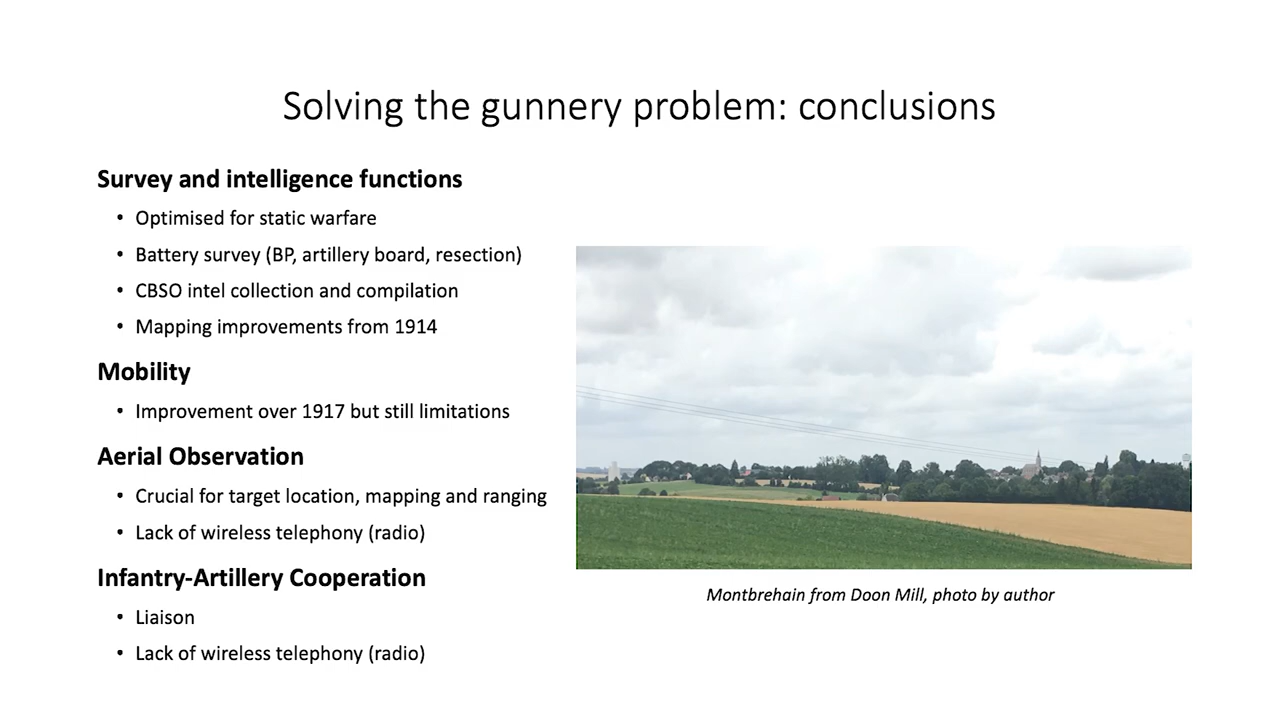 Solving the gunnery problem: conclusions
Survey and intelligence functions
• Optimised for static warfare
• Battery survey (BP, artillery board, resection)
• CBSO intel collection and compilation
• Mapping improvements from 1914
Mobility
• Improvement over 1917 but still limitations
Aerial Observation
• Crucial for target location, mapping and ranging
• Lack of wireless telephony (radio)
Infantry-Artillery Cooperation
• Liaison
• Lack of wireless telephony (radio)
Montbrehain from Doon Mill, photo by author